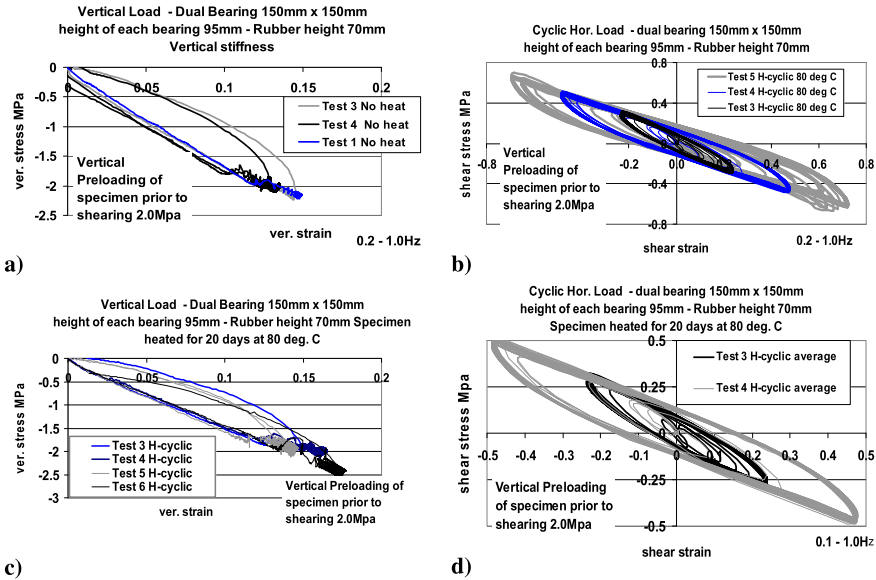 Vertical Load - Dual Bearing 150mm x 150mm
height of each bearing 95mm - Rubber height 70mm
Vertical stiffness
0
0.05
0.1
0.15
0.2
0
-0.5
-1
-1.5
-2
-2.5
ver. stress MPa
Test 3 No heat
Test 4 No heat
Test 1 No heat
Vertical
Preloading of
specimen prior to
shearing 2.0Mpa
ver. strain
0.2 - 1.0Hz
a)
Cyclic Hor. Load - dual bearing 150mm x 150mm
height of each bearing 95mm - Rubber height 70mm
0.8
0.4
0.0
-0.4
-0.8
-0.8
-0.4
0.0
0.4
0.8
shear stress MPa
Test 5 H-cyclic 80 deg C
Test 4 H-cyclic 80 deg C
Test 3 H-cyclic 80 deg C
Vertical
Preloading of
specimen prior to
shearing 2.0Mpa
shear strain
0.2 - 1.0Hz
b)
Vertical Load - Dual Bearing 150mm x 150mm
height of each bearing 95mm - Rubber height 70mm Specimen
heated for 20 days at 80 deg. C
0
0.05
0.1
0.15
0.2
0
-0.5
-1
-1.5
-2
-2.5
-3
ver. stress MPa
Test 3 H-cyclic
Test 4 H-cyclic
Test 5 H-cyclic
Test 6 H-cyclic
Vertical Preloading of
specimen prior to
shearing 2.0Mpa
ver. strain
c)
Cyclic Hor. Load - dual bearing 150mm x 150mm
height of each bearing 95mm - Rubber height 70mm
Specimen heated for 20 days at 80 deg. C
0.5
0.25
0
-0.25
-0.5
-0.5
-0.4
-0.3
-0.2
-0.1
0
0.1
0.2
0.3
0.4
0.5
shear stress MPa
Test 3 H-cyclic average
Test 4 H-cyclic average
Vertical Preloading
of specimen prior to
shearing 2.0Mpa
shear strain
0.1 - 1.0Hz
d)